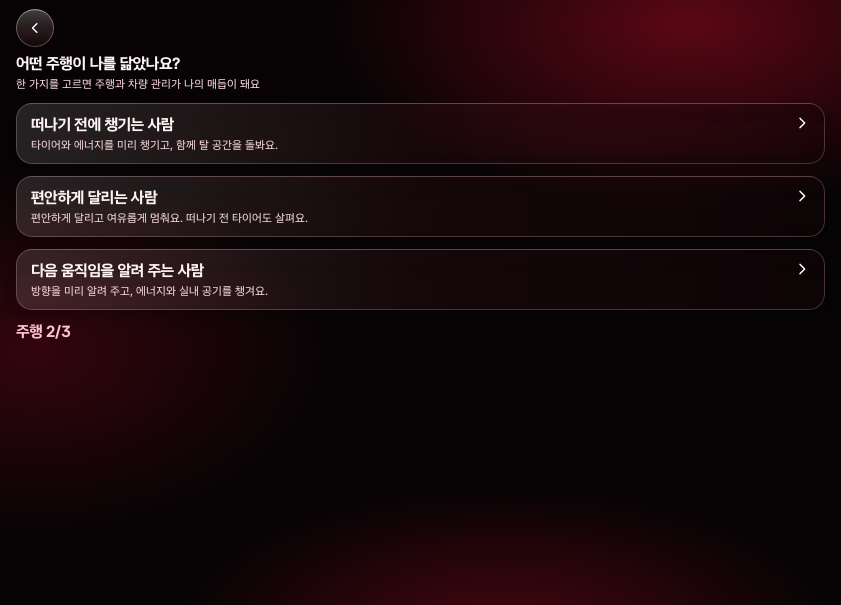 어떤 주행이 나를 닮았나요?
한 가지를 고르면 주행과 차량 관리가 나의 매듭이 돼요
떠나기 전에 챙기는 사람
타이어와 에너지를 미리 챙기고, 함께 탈 공간을 돌봐요.
편안하게 달리는 사람
편안하게 달리고 여유롭게 멈춰요. 떠나기 전 타이어도 살펴요.
다음 움직임을 알려 주는 사람
방향을 미리 알려 주고, 에너지와 실내 공기를 챙겨요.
주행 2/3